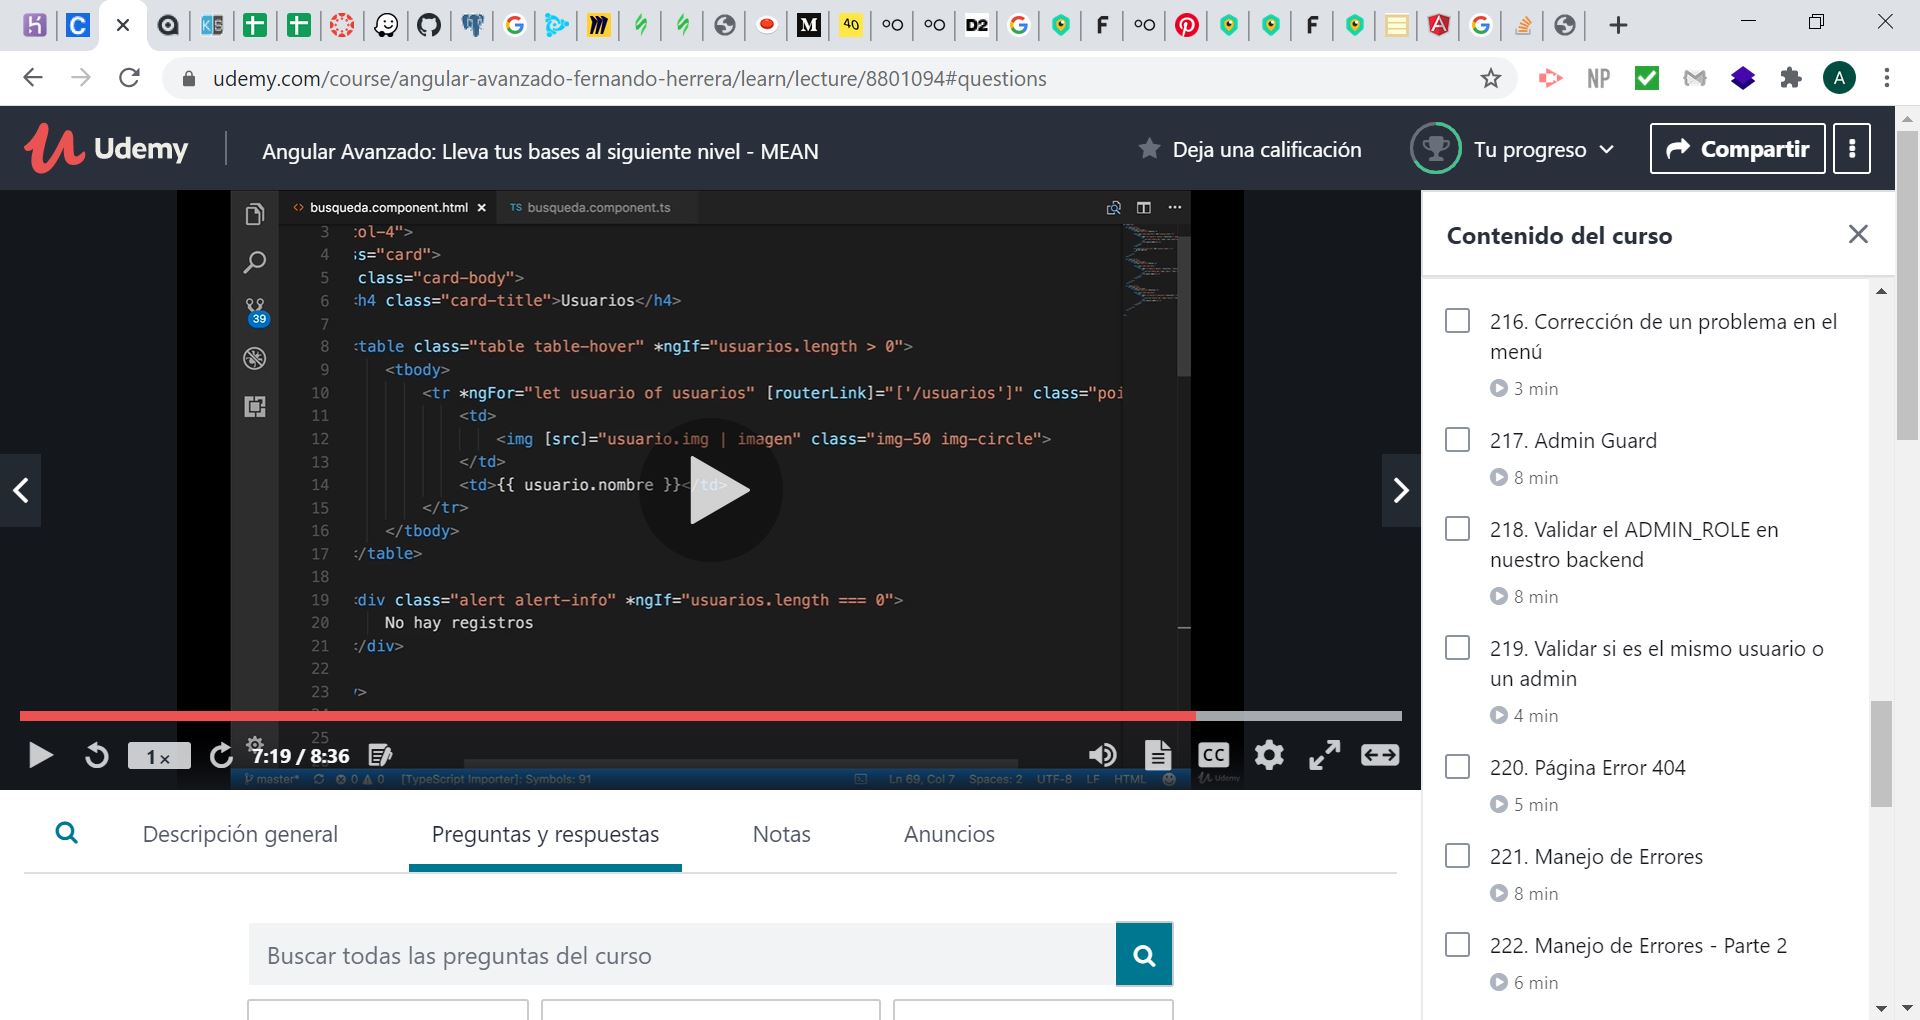 udemy.com/course/angular-avanzado-fernando-herrera/learn/lecture/8801094#questions
NP
A
Udemy
Angular Avanzado: Lleva tus bases al siguiente nivel - MEAN
Deja una calificación
Tu progreso
Compartir
<> busqueda.component.html ×
TS busqueda.component.ts
3 :ol-4">
4 ;s="card">
5 class="card-body">
6 :h4 class="card-title">Usuarios</h4>
7
8 :table class="table table-hover" *ngIf="usuarios.length > 0">
9 <tbody>
10 <tr *ngFor="let usuario of usuarios" [routerLink]="['/usuarios']" class="poi
11 <td>
12 <img [src]="usuario.img | imagen" class="img-50 img-circle">
13 </td>
14 <td>{{ usuario.nombre }}</td>
15 </tr>
16 </tbody>
17 :/table>
18
19 :div class="alert alert-info" *ngIf="usuarios.length === 0">
20 No hay registros
21 :/div>
22
23 >
24
25
39
1x
7:19 / 8:36
CC
master*
0
0
[TypeScript Importer]: Symbols: 91
Ln 69, Col 7
Spaces: 2
UTF-8
LF
HTML
Udemy
Descripción general
Preguntas y respuestas
Notas
Anuncios
Buscar todas las preguntas del curso
Contenido del curso
216. Corrección de un problema en el
menú
3 min
217. Admin Guard
8 min
218. Validar el ADMIN_ROLE en
nuestro backend
8 min
219. Validar si es el mismo usuario o
un admin
4 min
220. Página Error 404
5 min
221. Manejo de Errores
8 min
222. Manejo de Errores - Parte 2
6 min